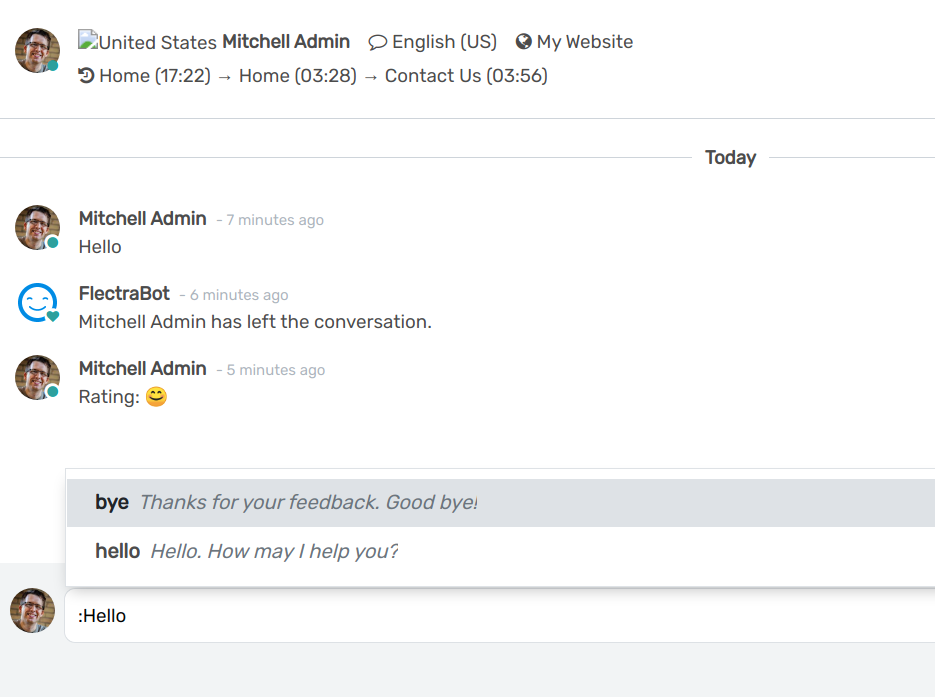 United States Mitchell Admin English (US) My Website
Home (17:22) → Home (03:28) → Contact Us (03:56)
Today
Mitchell Admin - 7 minutes ago
Hello
FlectraBot - 6 minutes ago
Mitchell Admin has left the conversation.
Mitchell Admin - 5 minutes ago
Rating: 😊
bye Thanks for your feedback. Good bye!
hello Hello. How may I help you?
:Hello